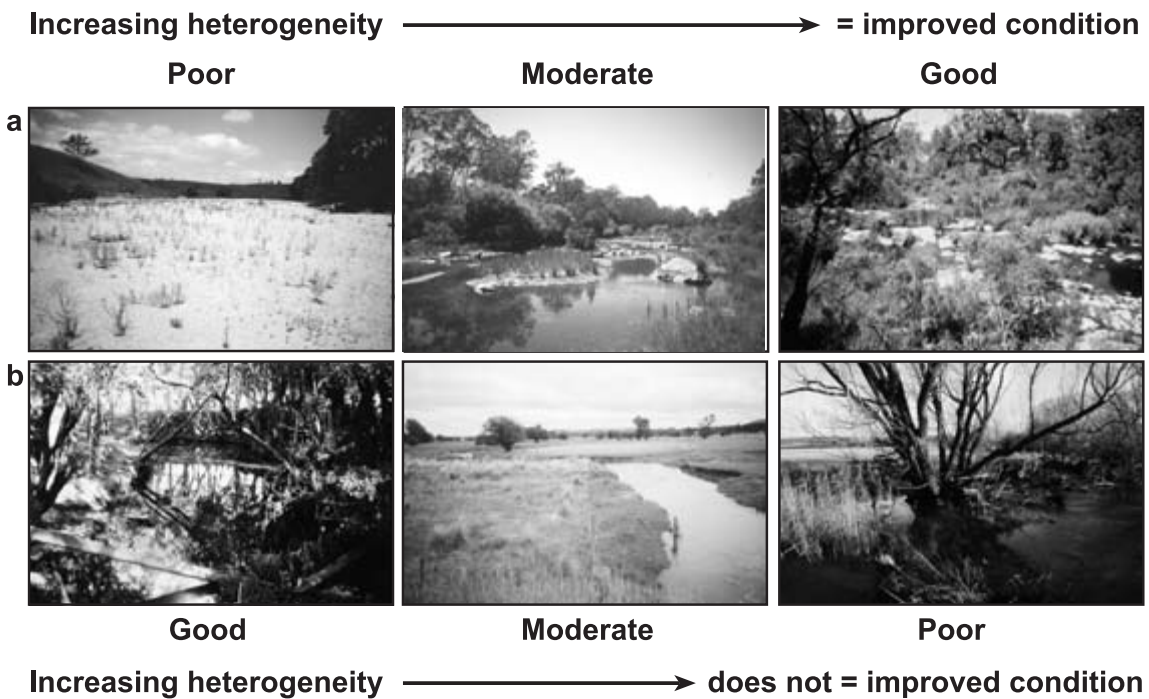 Increasing heterogeneity = improved condition
Poor Moderate Good
a
b
Good Moderate Poor
Increasing heterogeneity does not = improved condition